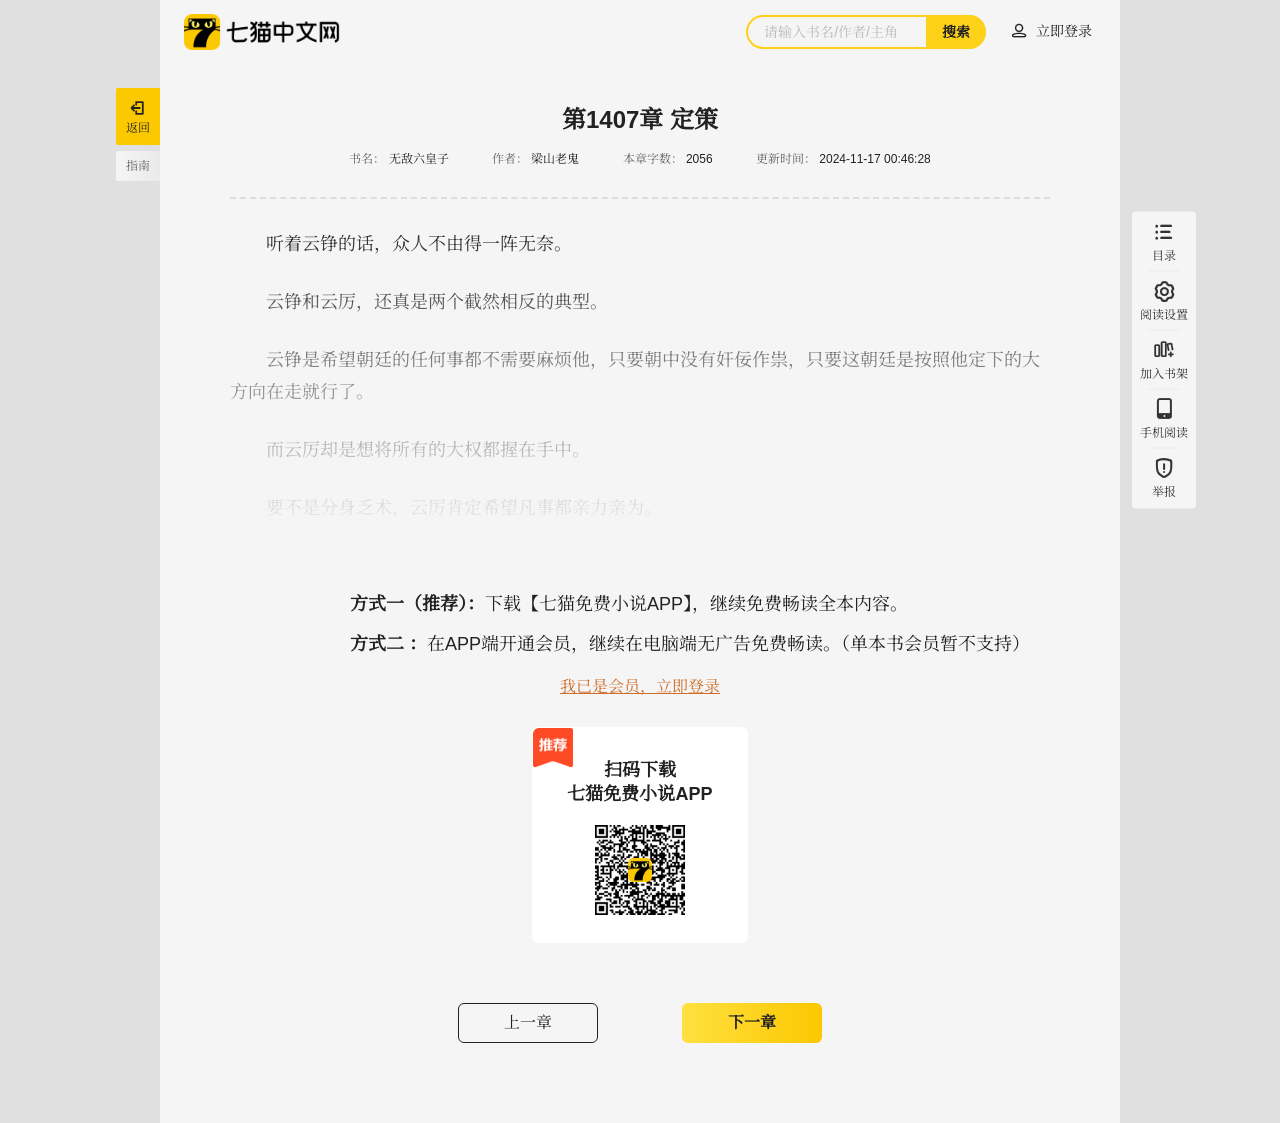 七猫中文网
请输入书名/作者/主角
搜索
立即登录
返回
指南
第1407章 定策
书名： 无敌六皇子 作者： 梁山老鬼 本章字数： 2056 更新时间： 2024-11-17 00:46:28
听着云铮的话，众人不由得一阵无奈。
云铮和云厉，还真是两个截然相反的典型。
云铮是希望朝廷的任何事都不需要麻烦他，只要朝中没有奸佞作祟，只要这朝廷是按照他定下的大
方向在走就行了。
而云厉却是想将所有的大权都握在手中。
要不是分身乏术，云厉肯定希望凡事都亲力亲为。
目录
阅读设置
加入书架
手机阅读
举报
方式一（推荐）：下载【七猫免费小说APP】，继续免费畅读全本内容。
方式二 ：在APP端开通会员，继续在电脑端无广告免费畅读。（单本书会员暂不支持）
我已是会员，立即登录
推荐
扫码下载
七猫免费小说APP
上一章
下一章